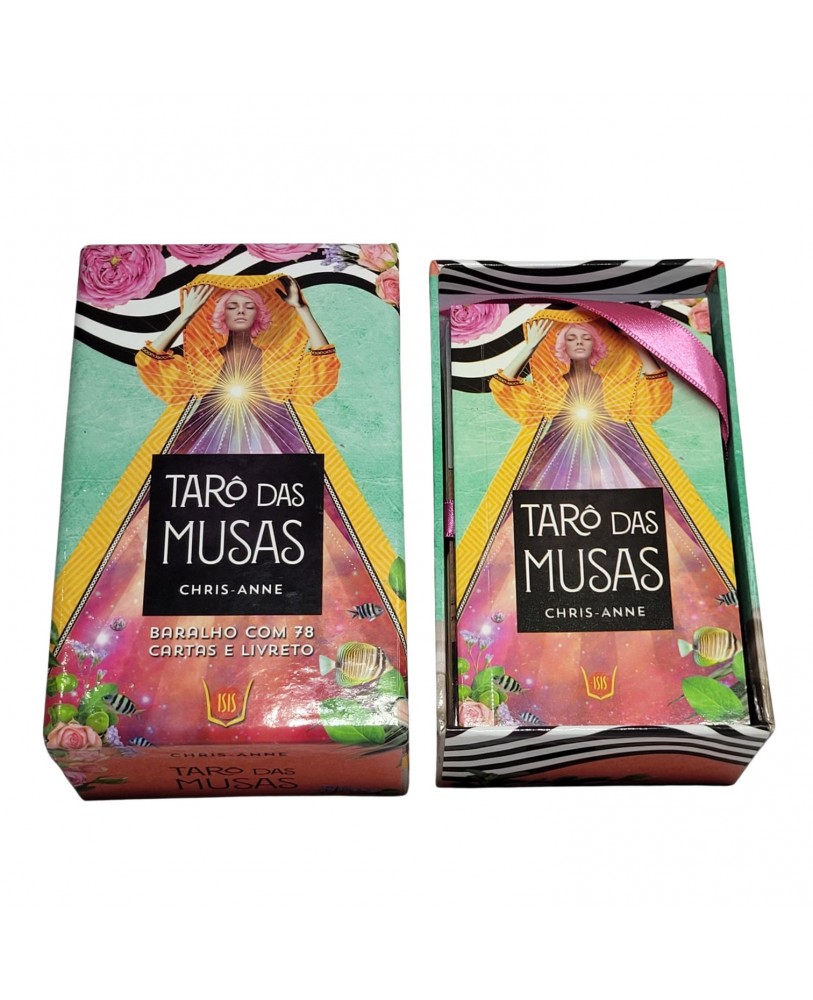 TARÔ DAS
MUSAS
CHRIS-ANNE
BARALHO COM 78
CARTAS E LIVRETO
ISIS
CHRIS-ANNE
TARÔ DAS
MUSAS
TARÔ DAS
MUSAS
CHRIS-ANNE
ISIS